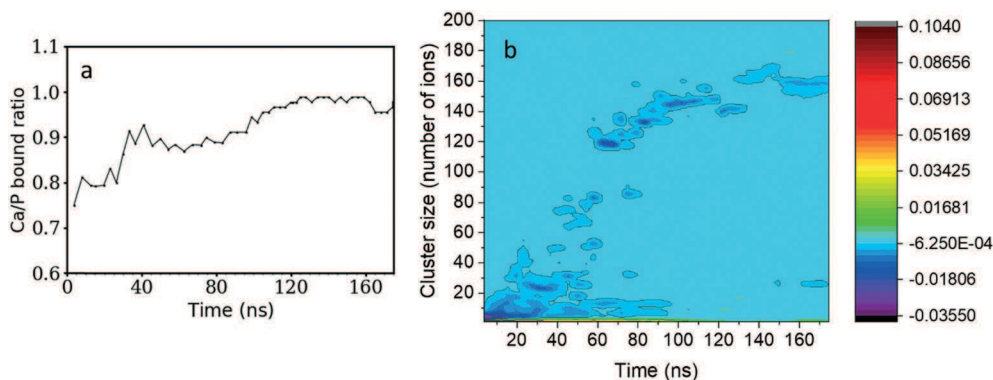 a
Ca/P bound ratio
1.1
1.0
0.9
0.8
0.7
0.6
0 40 80 120 160
Time (ns)
b
Cluster size (number of ions)
200
180
160
140
120
100
80
60
40
20
20 40 60 80 100 120 140 160
Time (ns)
0.1040
0.08656
0.06913
0.05169
0.03425
0.01681
-6.250E-04
-0.01806
-0.03550